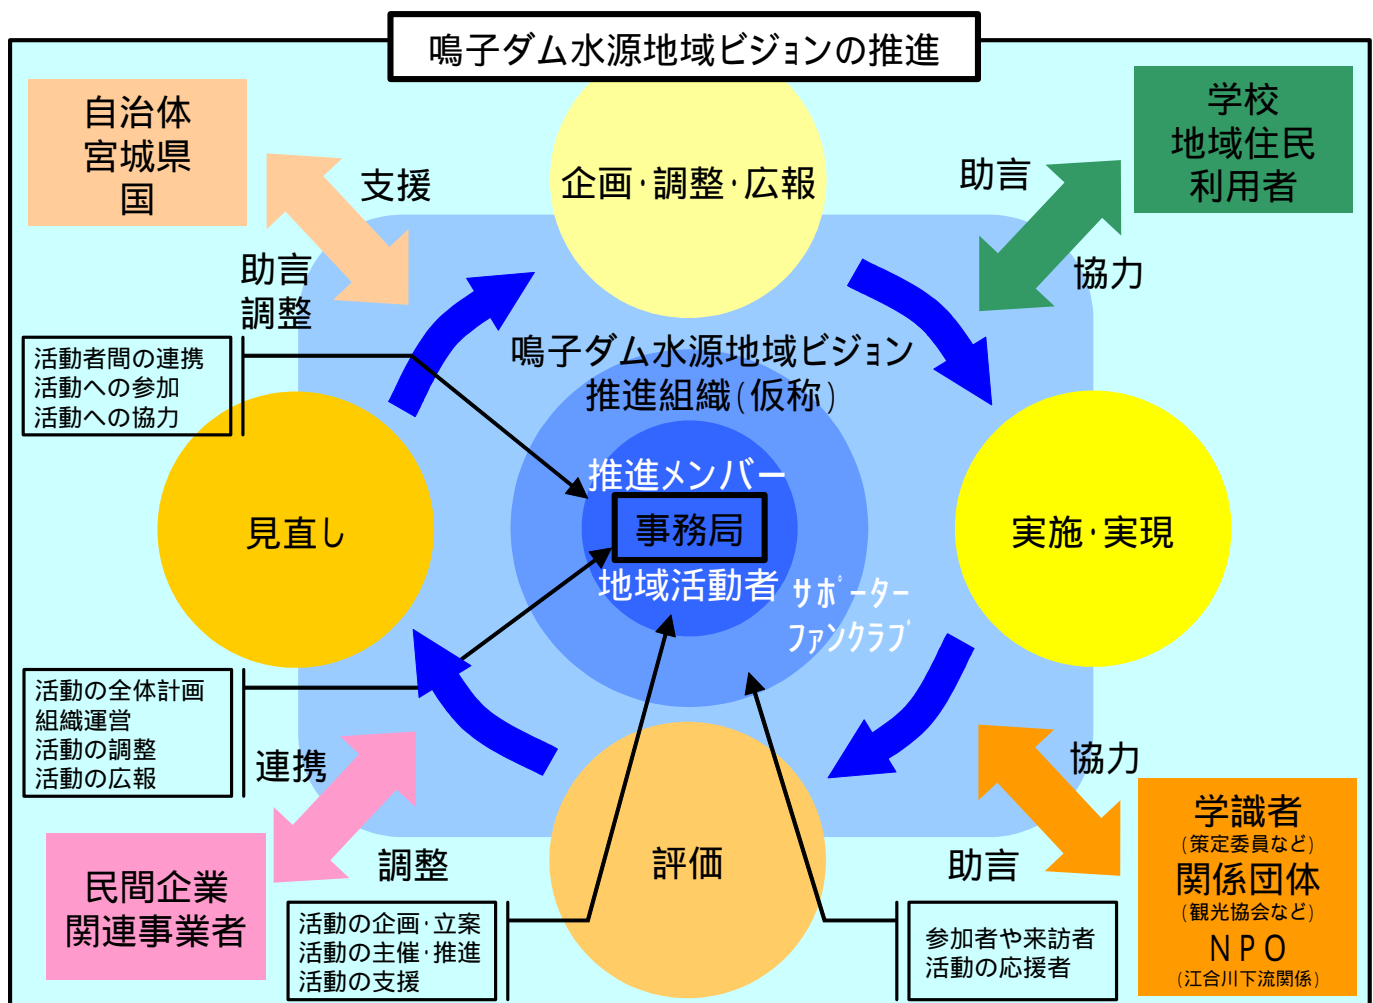 鳴子ダム水源地域ビジョンの推進
自治体
宮城県
国
支援
助言
調整
企画・調整・広報
助言
協力
学校
地域住民
利用者
活動者間の連携
活動への参加
活動への協力
鳴子ダム水源地域ビジョン
推進組織(仮称)
推進メンバー
事務局
地域活動者
サポーター
ファンクラブ
見直し
実施・実現
活動の全体計画
組織運営
活動の調整
活動の広報
連携
調整
民間企業
関連事業者
評価
活動の企画・立案
活動の主催・推進
活動の支援
参加者や来訪者
活動の応援者
協力
助言
学識者
(策定委員など)
関係団体
(観光協会など)
NPO
(江合川下流関係)